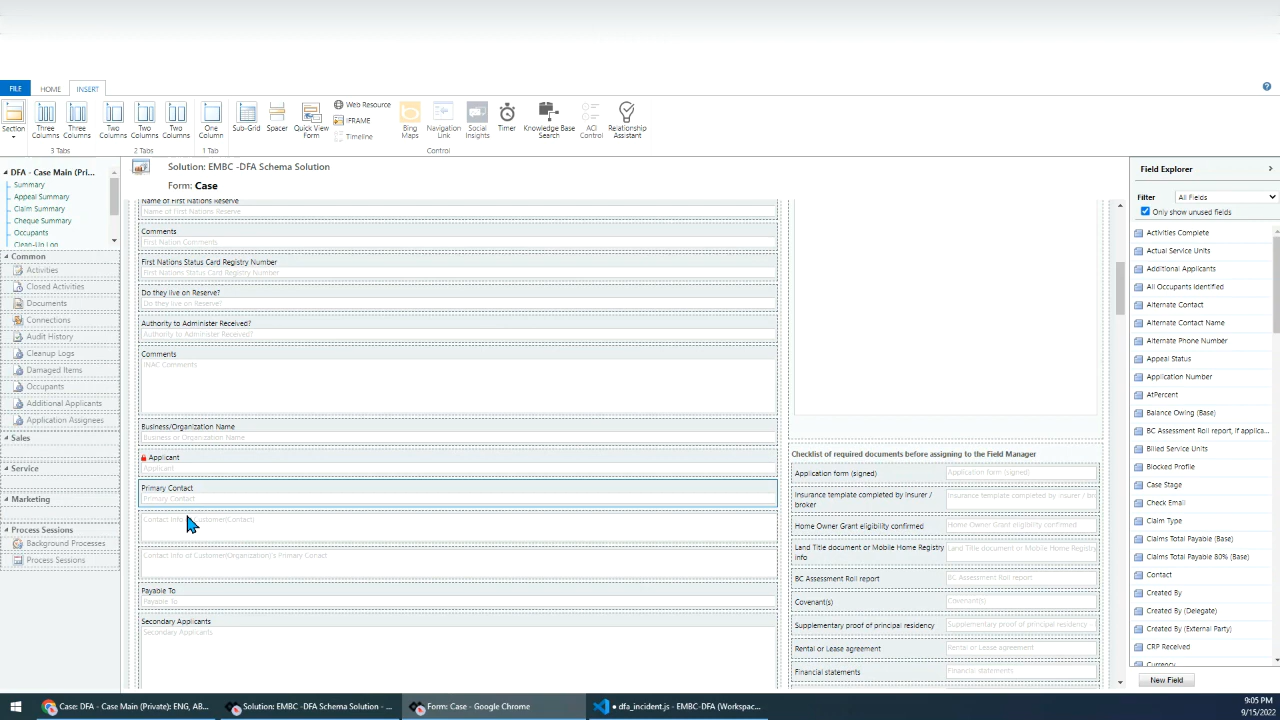 FILE HOME INSERT
Section
Three Columns
Three Columns
Two Columns
Two Columns
Two Columns
One Column
Sub-Grid
Spacer
Quick View Form
Web Resource
IFRAME
Timeline
Bing Maps
Navigation Link
Social Insights
Timer
Knowledge Base Search
ACI Control
Relationship Assistant
3 Tabs
2 Tabs
1 Tab
Control
DFA - Case Main (Pri...
Summary
Appeal Summary
Claim Summary
Cheque Summary
Occupants
Clean-Up Log
Common
Activities
Closed Activities
Documents
Connections
Audit History
Cleanup Logs
Damaged Items
Occupants
Additional Applicants
Application Assignees
Sales
Service
Marketing
Process Sessions
Background Processes
Process Sessions
Solution: EMBC -DFA Schema Solution
Form: Case
Name of First Nations Reserve
Name of First Nations Reserve
Comments
First Nation Comments
First Nations Status Card Registry Number
First Nations Status Card Registry Number
Do they live on Reserve?
Do they live on Reserve?
Authority to Administer Received?
Authority to Administer Received?
Comments
INAC Comments
Business/Organization Name
Business or Organization Name
Applicant
Applicant
Primary Contact
Primary Contact
Contact Info Customer(Contact)
Contact Info of Customer(Organization)'s Primary Conact
Payable To
Payable To
Secondary Applicants
Secondary Applicants
Checklist of required documents before assigning to the Field Manager
Application form (signed) Application form (signed)
Insurance template completed by insurer / broker Insurance template completed by insurer / bro
Home Owner Grant eligibility confirmed Home Owner Grant eligibility confirmed
Land Title document or Mobile Home Registry info Land Title document or Mobile Home Registry
BC Assessment Roll report BC Assessment Roll report
Covenant(s) Covenant(s)
Supplementary proof of principal residency Supplementary proof of principal residency -
Rental or Lease agreement Rental or Lease agreement
Financial statements Financial statements
Field Explorer
Filter All Fields
Only show unused fields
Activities Complete
Actual Service Units
Additional Applicants
All Occupants Identified
Alternate Contact
Alternate Contact Name
Alternate Phone Number
Appeal Status
Application Number
AtPercent
Balance Owing (Base)
BC Assessment Roll report, if applica...
Billed Service Units
Blocked Profile
Case Stage
Check Email
Claim Type
Claims Total Payable (Base)
Claims Total Payable 80% (Base)
Contact
Created By
Created By (Delegate)
Created By (External Party)
CRP Received
Currency
New Field
Case: DFA - Case Main (Private): ENG, AB...
Solution: EMBC -DFA Schema Solution - ...
Form: Case - Google Chrome
● dfa_incident.js - EMBC-DFA (Workspac...
9:05 PM
9/15/2022